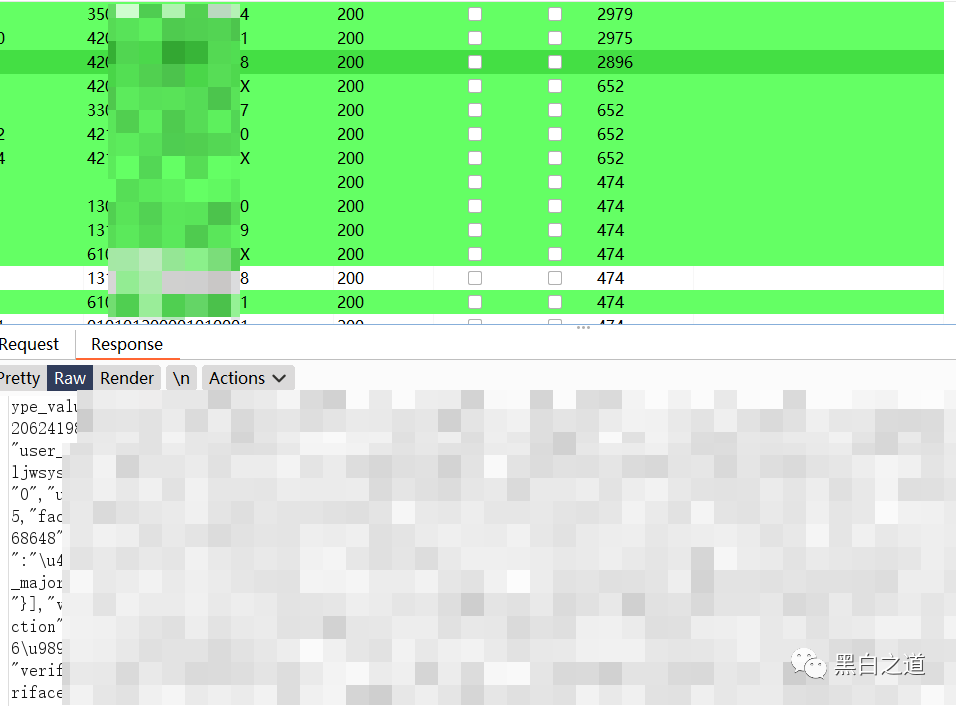 350 4 200 2979
0 420 1 200 2975
420 8 200 2896
420 X 200 652
330 7 200 652
2 421 0 200 652
4 421 X 200 652
200 474
130 0 200 474
131 9 200 474
610 X 200 474
131 8 200 474
610 1 200 474
Request Response
Pretty Raw Render \n Actions
ype_valu
20624198
"user_
ljwsys
"0","u
5,"fac
68648"
":"\u4
_major
"}],"v
ction"
6\u989
"verif
riface
黑白之道